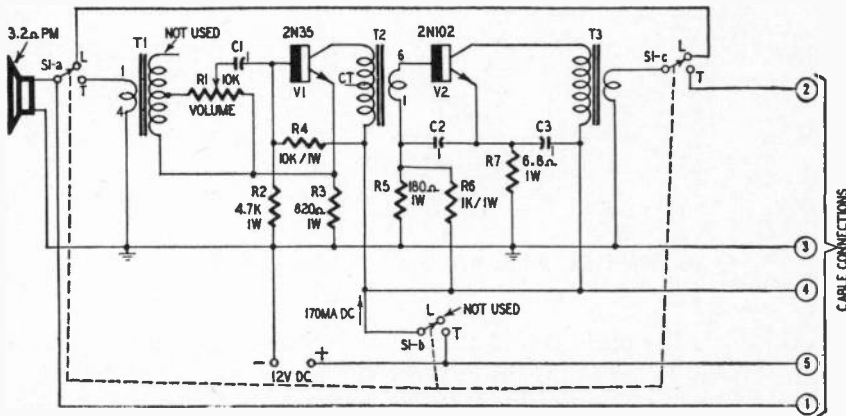 3.2Ω PM
S1-a
L
T
T1
NOT USED
1
4
R1
10K
VOLUME
C1
2N35
V1
R4
10K/1W
R2
4.7K
1W
R3
820Ω
1W
T2
CT
6
1
2N102
V2
C2
1
C3
1
R5
180Ω
1W
R6
1K/1W
R7
6.8Ω
1W
T3
S1-c
L
T
170MA DC
S1-b
L
T
NOT USED
-
+
12V DC.
2
3
4
5
1
CABLE CONNECTIONS